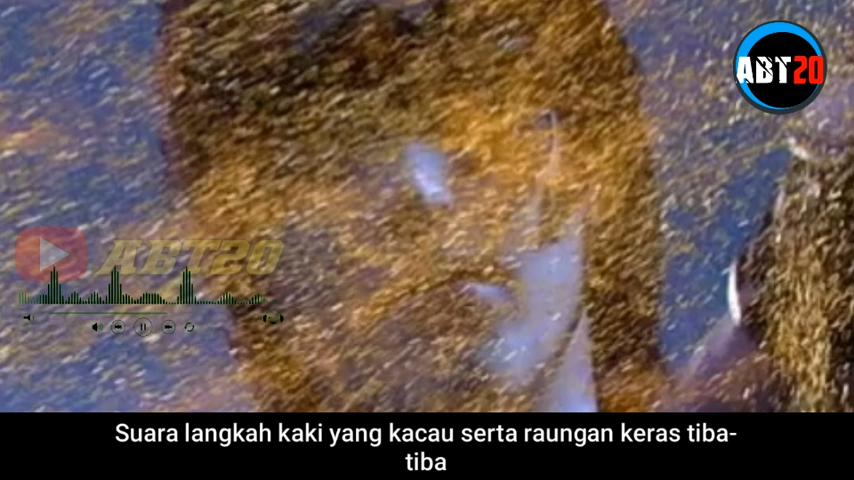 ABT20
ABT20
Suara langkah kaki yang kacau serta raungan keras tiba-
tiba